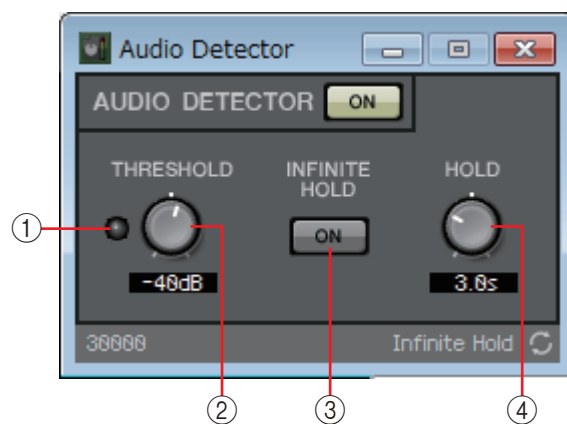 Audio Detector
AUDIO DETECTOR ON
THRESHOLD
INFINITE
HOLD
HOLD
①
ON
-40dB
3.0s
30000
Infinite Hold
② ③ ④